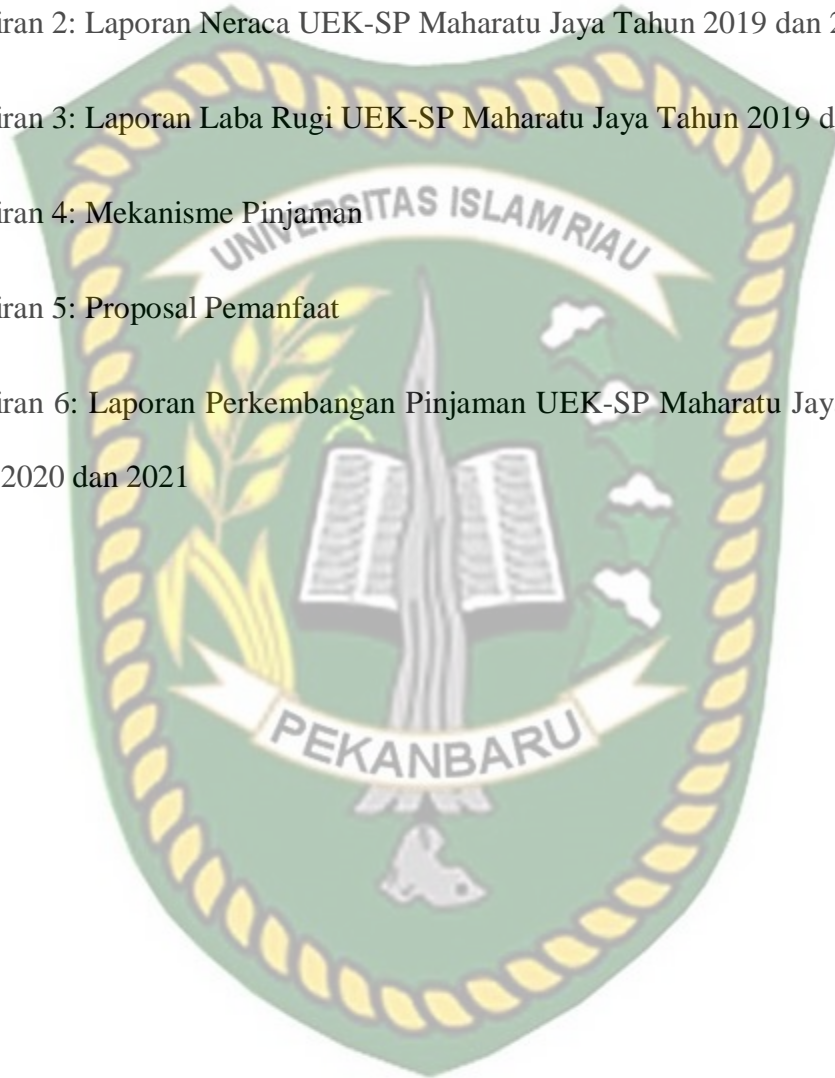 iran 2: Laporan Neraca UEK-SP Maharatu Jaya Tahun 2019 dan 2
iran 3: Laporan Laba Rugi UEK-SP Maharatu Jaya Tahun 2019 d
UNIVERSITAS ISLAM RIAU
iran 4: Mekanisme Pinjaman
iran 5: Proposal Pemanfaat
iran 6: Laporan Perkembangan Pinjaman UEK-SP Maharatu Jay
2020 dan 2021
PEKANBARU